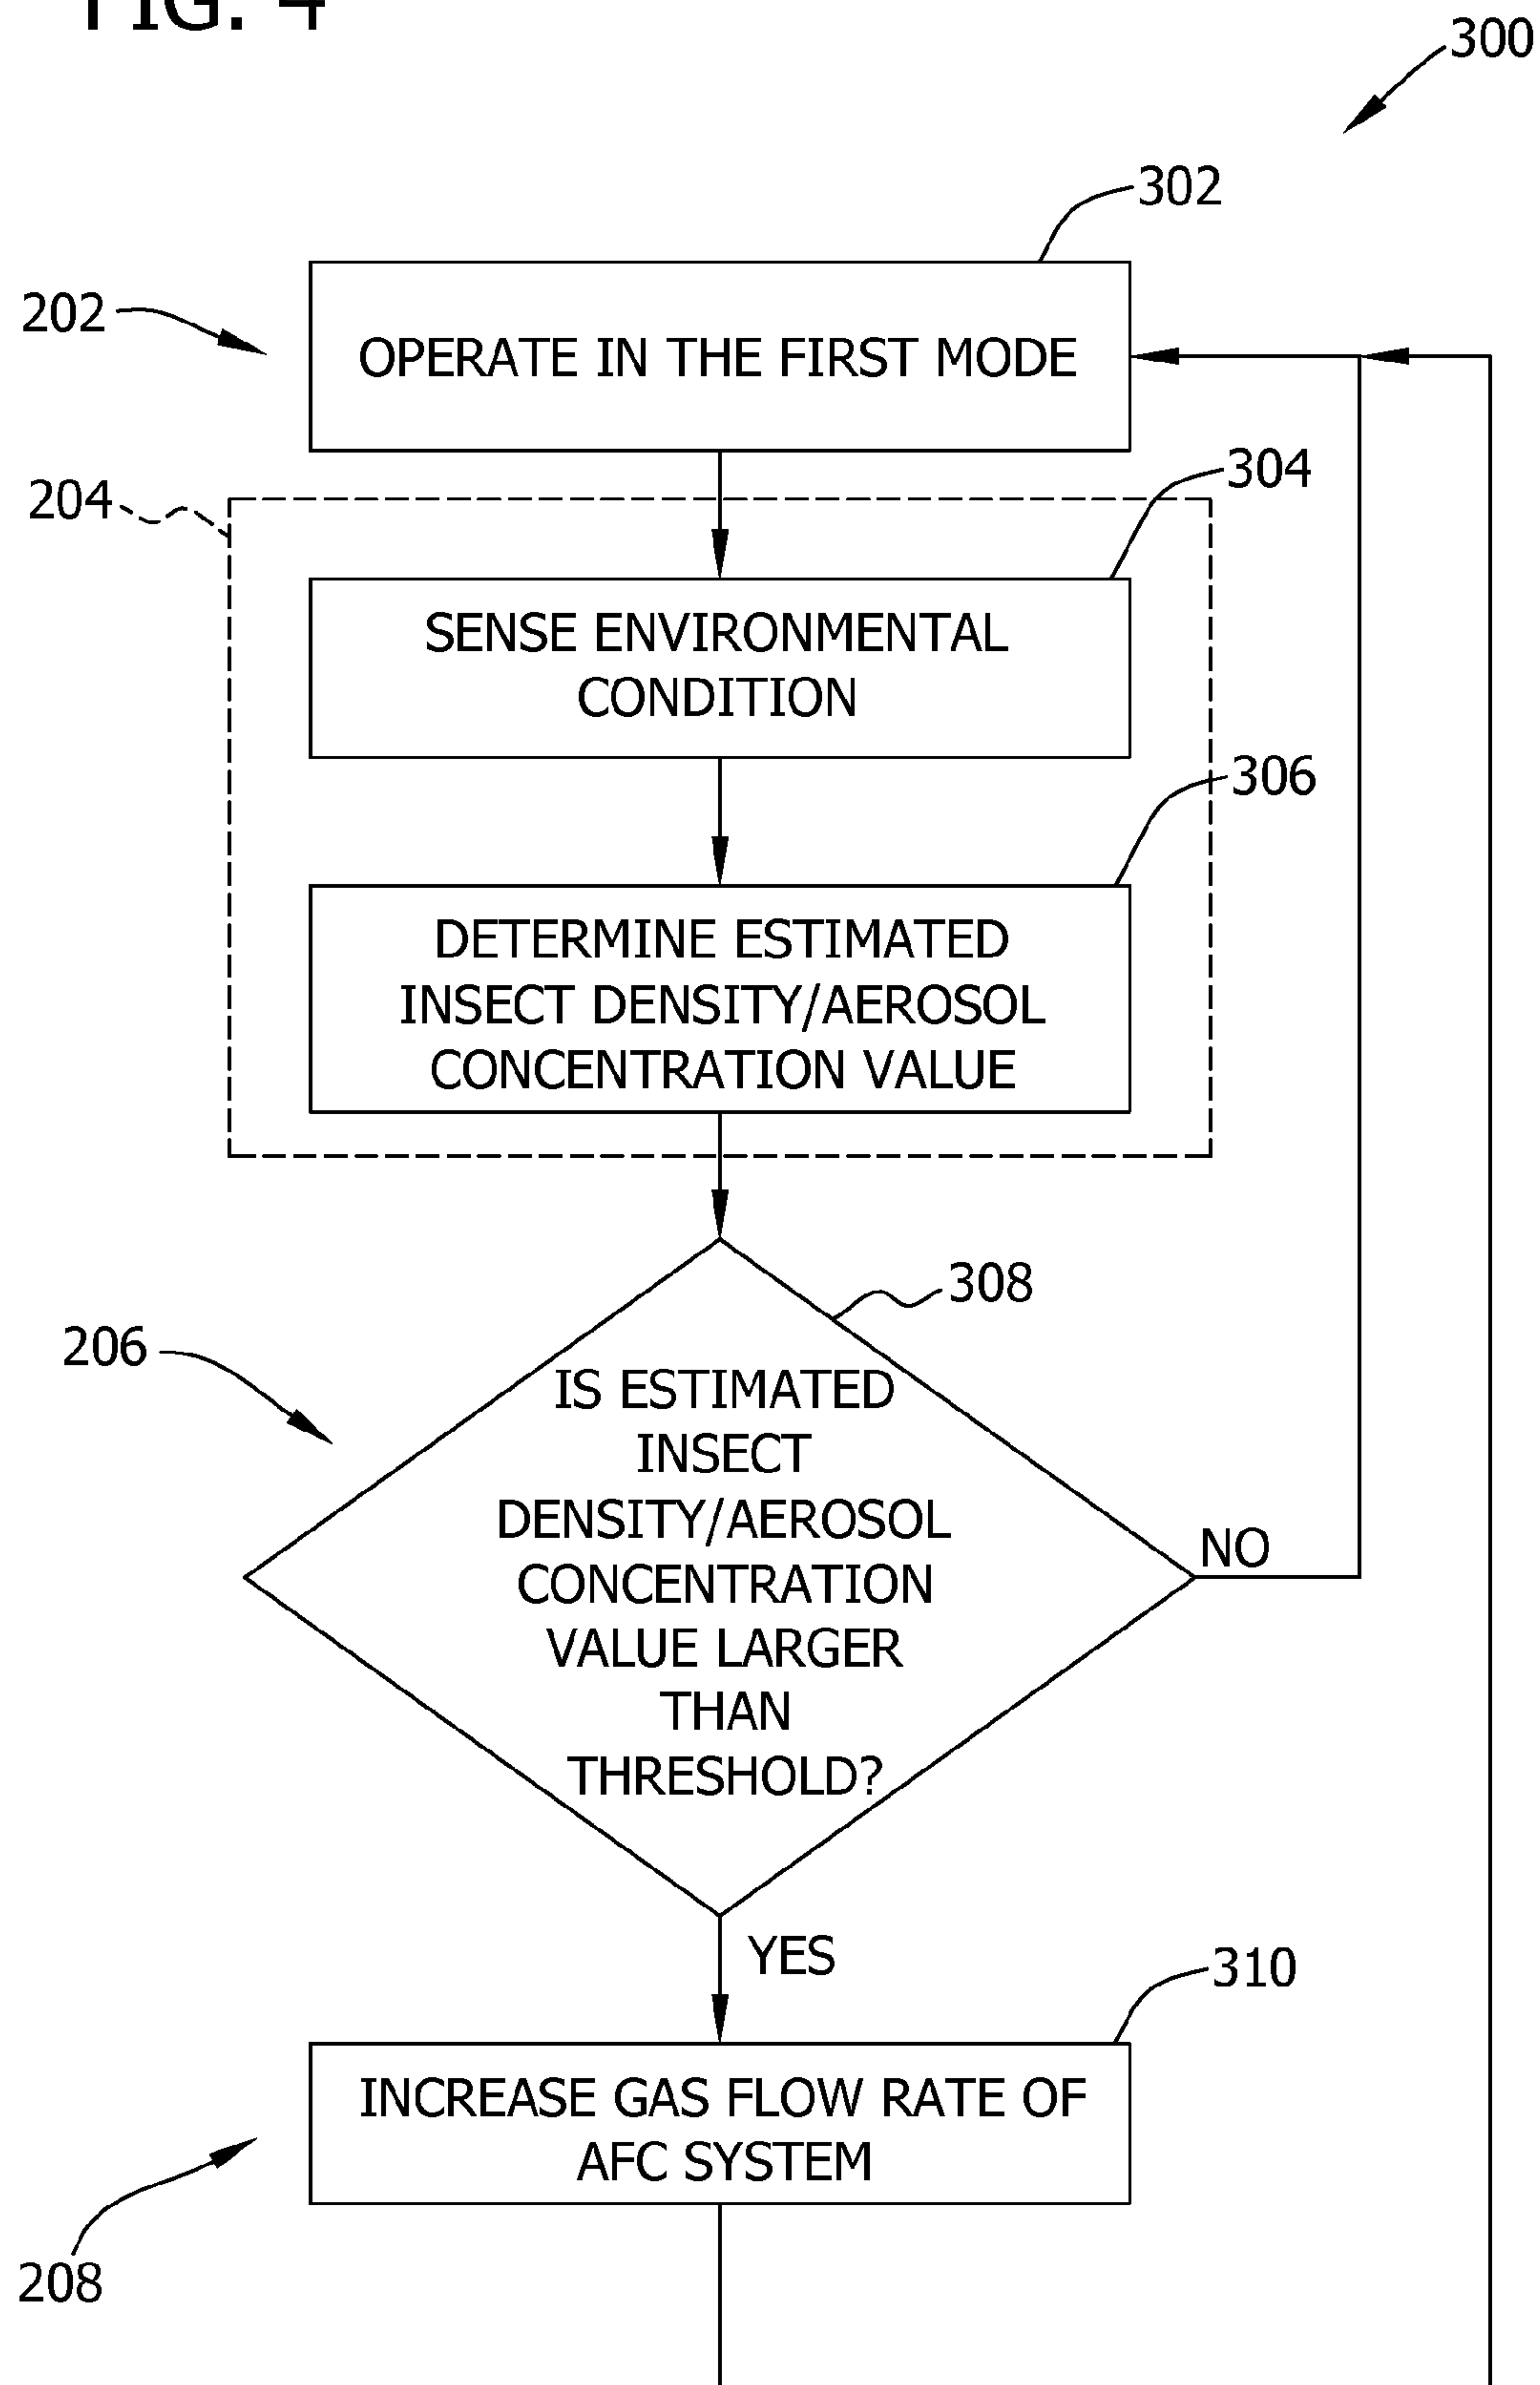 FIG. 4
300
302
202
OPERATE IN THE FIRST MODE
304
204
SENSE ENVIRONMENTAL
CONDITION
306
DETERMINE ESTIMATED
INSECT DENSITY/AEROSOL
CONCENTRATION VALUE
308
206
IS ESTIMATED
INSECT
DENSITY/AEROSOL
CONCENTRATION
VALUE LARGER
THAN
THRESHOLD?
NO
YES
310
INCREASE GAS FLOW RATE OF
AFC SYSTEM
208